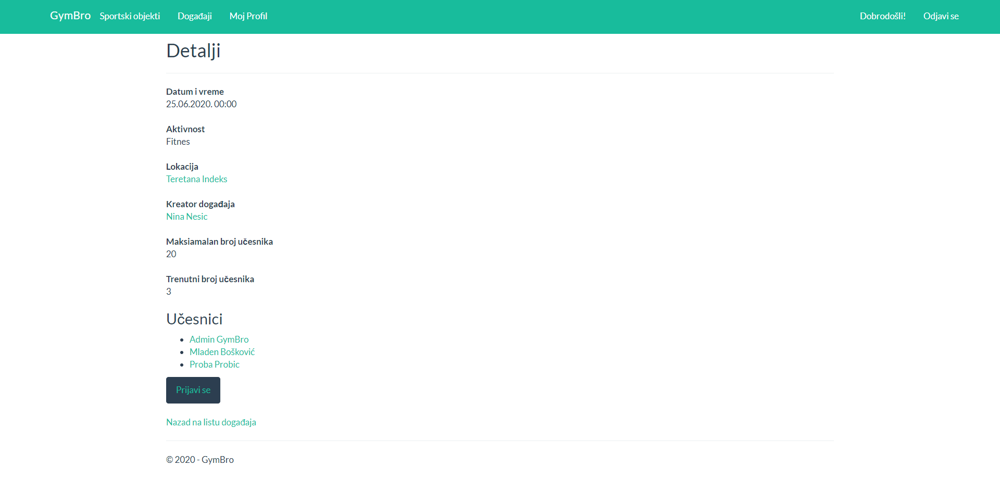 GymBro Sportski objekti Događaji Moj Profil Dobrodošli! Odjavi se
Detalji
Datum i vreme
25.06.2020. 00:00
Aktivnost
Fitnes
Lokacija
Teretana Indeks
Kreator događaja
Nina Nesic
Maksiamalan broj učesnika
20
Trenutni broj učesnika
3
Učesnici
Admin GymBro
Mladen Bošković
Proba Probic
Prijavi se
Nazad na listu događaja
© 2020 - GymBro